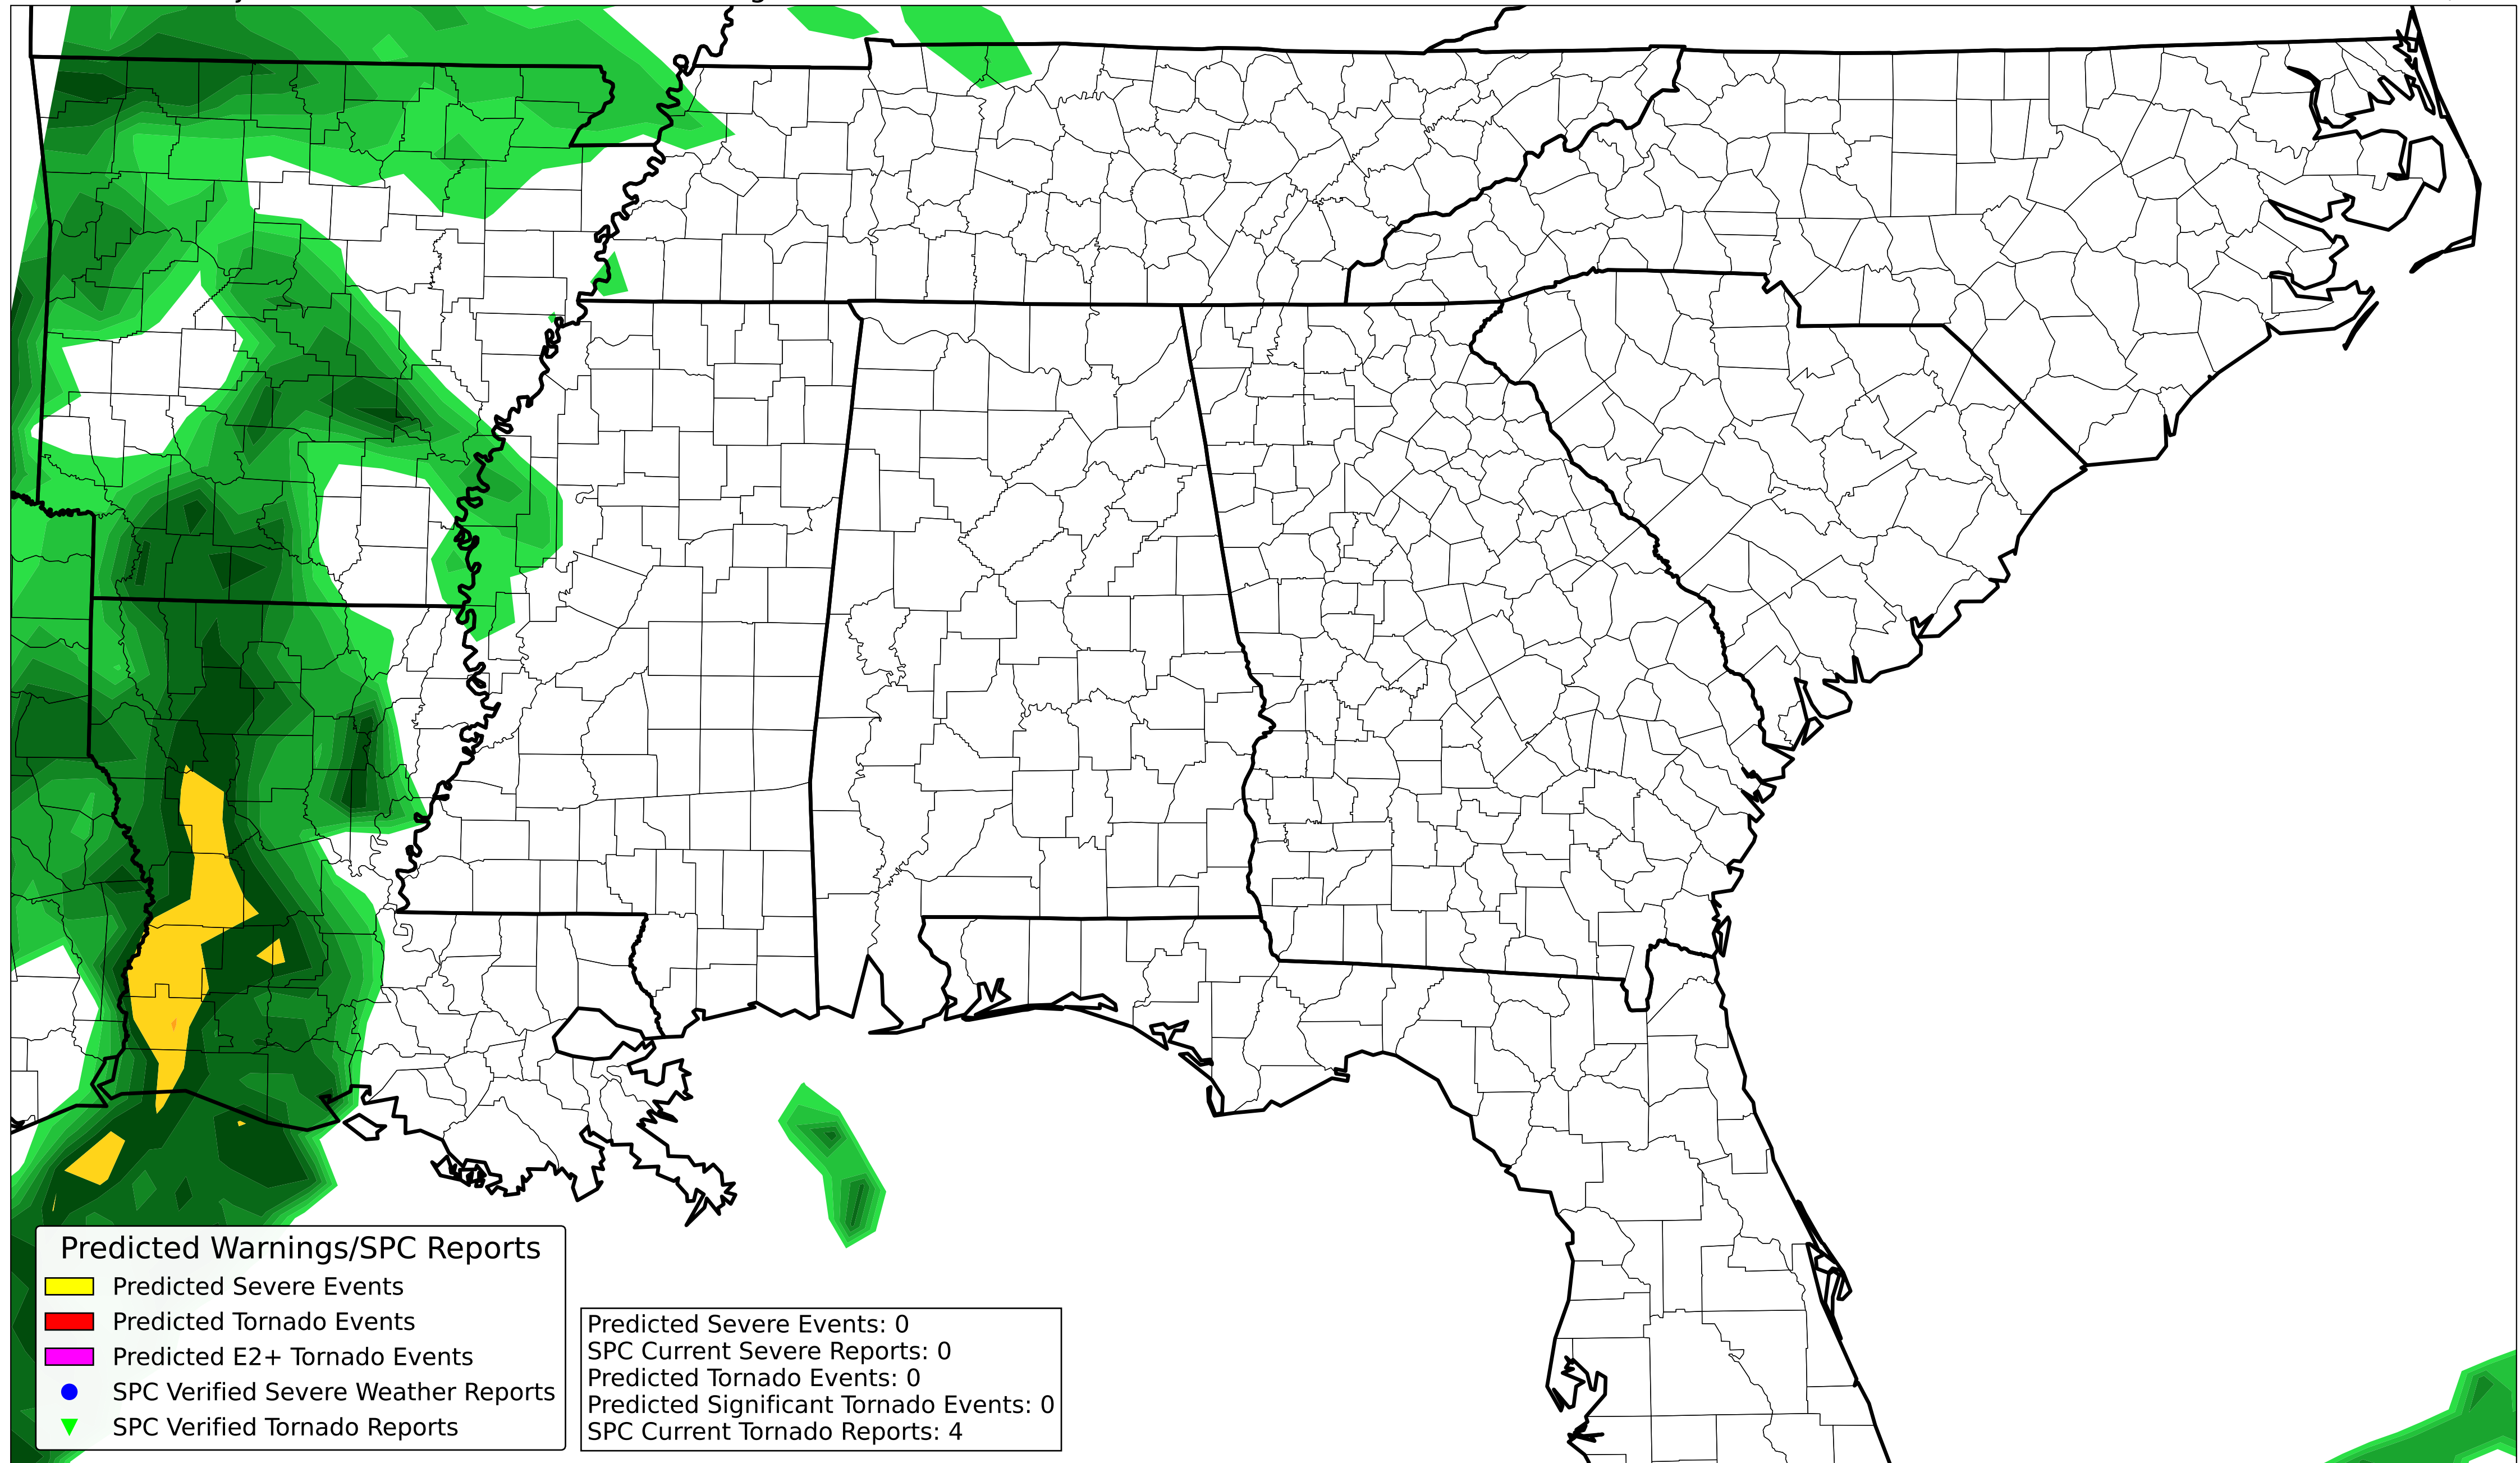 Predicted Warnings/SPC Reports
Predicted Severe Events
Predicted Tornado Events
Predicted E2+ Tornado Events
SPC Verified Severe Weather Reports
SPC Verified Tornado Reports
Predicted Severe Events: 0
SPC Current Severe Reports: 0
Predicted Tornado Events: 0
Predicted Significant Tornado Events: 0
SPC Current Tornado Reports: 4